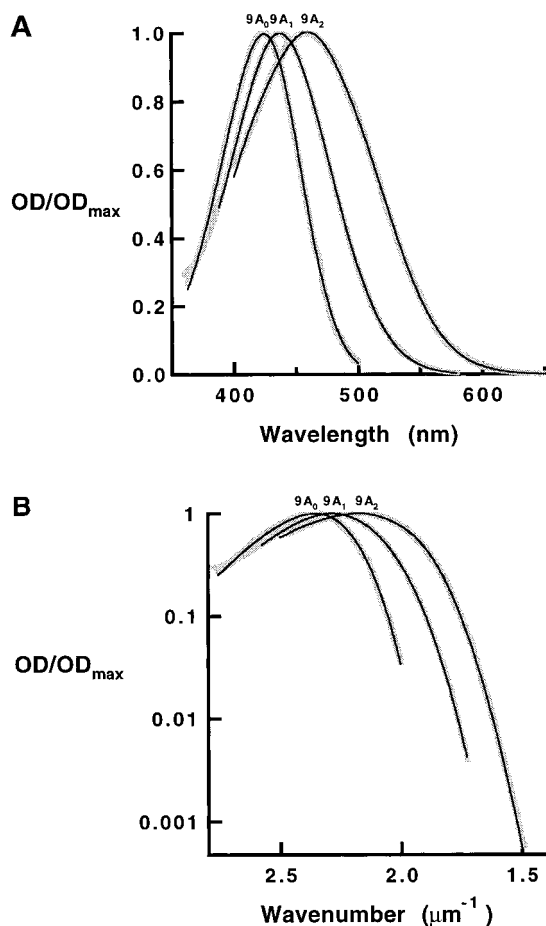 A
9A₀ 9A₁ 9A₂
1.0
0.8
0.6
OD/ODmax
0.4
0.2
0.0
400 500 600
Wavelength (nm)
B
9A₀ 9A₁ 9A₂
1
0.1
OD/ODmax
0.01
0.001
2.5 2.0 1.5
Wavenumber (μm⁻¹)